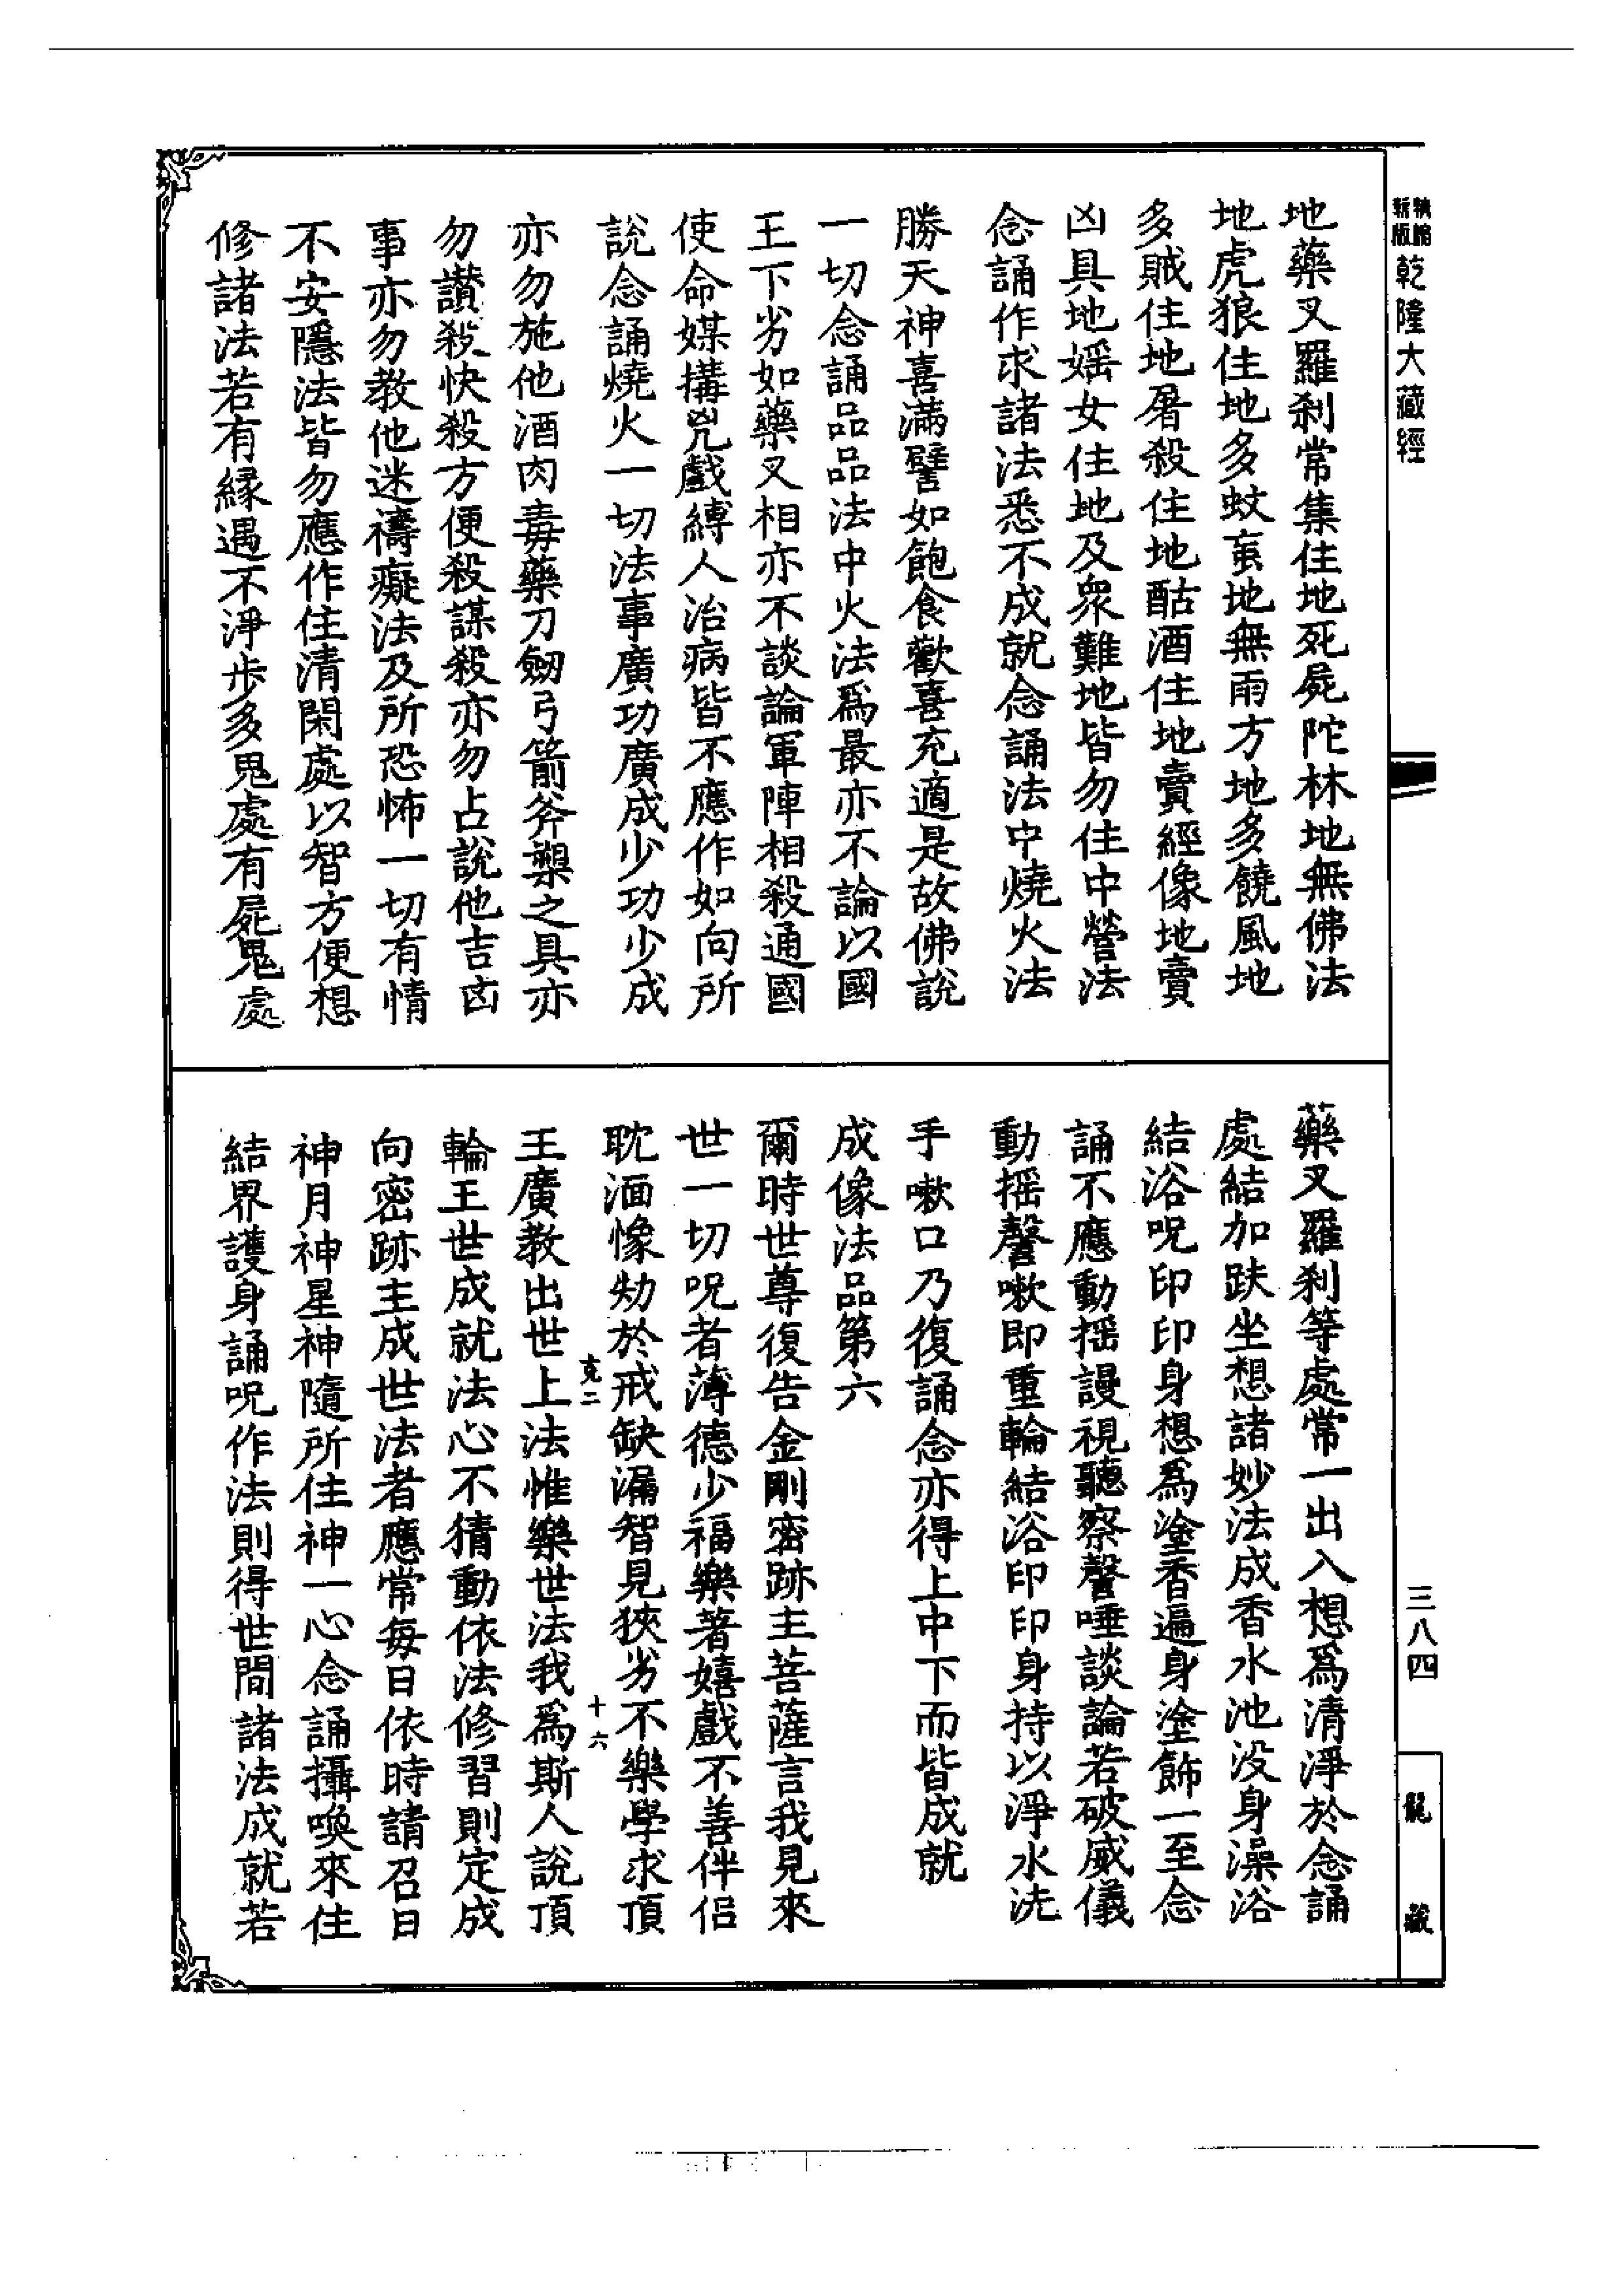 新版
精縮
乾隆大藏經
地藥叉羅刹常集住地死屍陀林地無佛法
地虎狼住地多蚊䖟地無雨方地多饒風地
多賊住地屠殺住地酤酒住地賣經像地賣
凶具地婬女住地及衆難地皆勿住中營法
念誦作求諸法悉不成就念誦法中燒火法
勝天神喜滿譬如飽食歡喜充適是故佛說
一切念誦品品法中火法爲最亦不論以國
王下劣如藥叉相亦不談論軍陣相殺通國
使命媒搆兇戲縛人治病皆不應作如向所
說念誦燒火一切法事廣功廣成少功少成
亦勿施他酒肉毒藥刀劒弓箭斧槊之具亦
勿讚殺快殺方便殺謀殺亦勿占說他吉凶
事亦勿教他迷禱癡法及所恐怖一切有情
不安隱法皆勿應作住清閑處以智方便想
修諸法若有緣遇不淨步多鬼處有屍鬼處
藥叉羅刹等處常一出入想爲清淨於念誦
處結加趺坐想諸妙法成香水池没身澡浴
結浴呪印印身想爲塗香遍身塗飾一至念
誦不應動搖謾視聽察謦唾談論若破威儀
動搖謦嗽即重輪結浴印印身持以淨水洗
手嗽口乃復誦念亦得上中下而皆成就
成像法品第六
爾時世尊復告金剛密跡主菩薩言我見來
世一切呪者薄德少福樂著嬉戲不善伴侣
耽湎懈㔢於戒缺漏智見狹劣不樂學求頂
克二
十六
王廣教出世上法惟樂世法我爲斯人說頂
輪王世成就法心不猜動依法修習則定成
向密跡主成世法者應常每日依時請召日
神月神星神隨所住神一心念誦攝喚來住
結界護身誦呪作法則得世間諸法成就若
三八四
龍藏